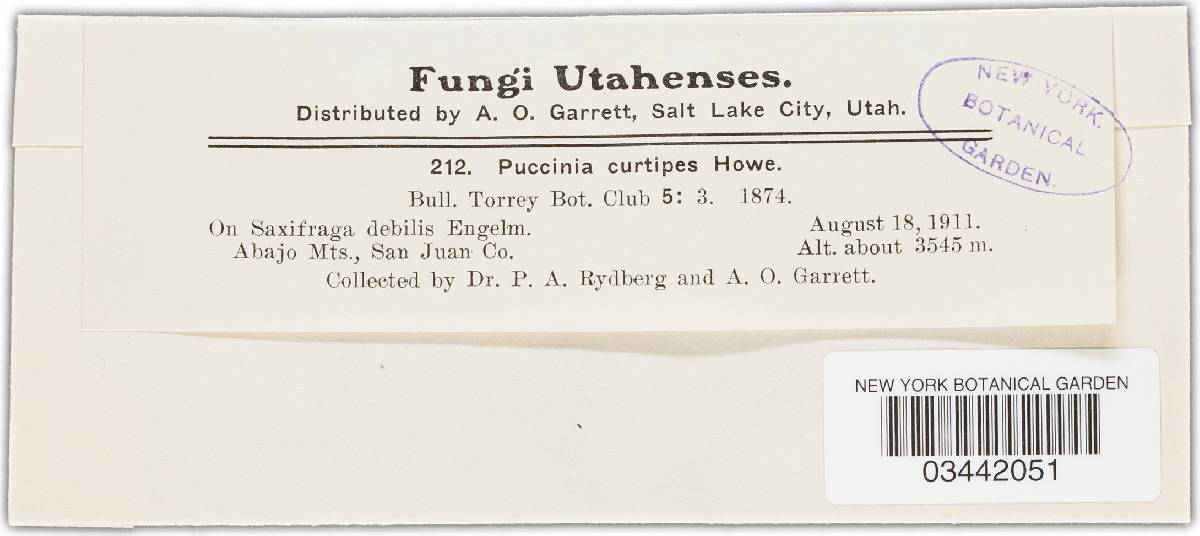 Fungi Utahenses.
Distributed by A. O. Garrett, Salt Lake City, Utah.
NEW YORK.
BOTANICAL
GARDEN.
212. Puccinia curtipes Howe.
Bull. Torrey Bot. Club 5: 3. 1874.
On Saxifraga debilis Engelm. August 18, 1911.
Abajo Mts., San Juan Co. Alt. about 3545 m.
Collected by Dr. P. A. Rydberg and A. O. Garrett.
NEW YORK BOTANICAL GARDEN
03442051